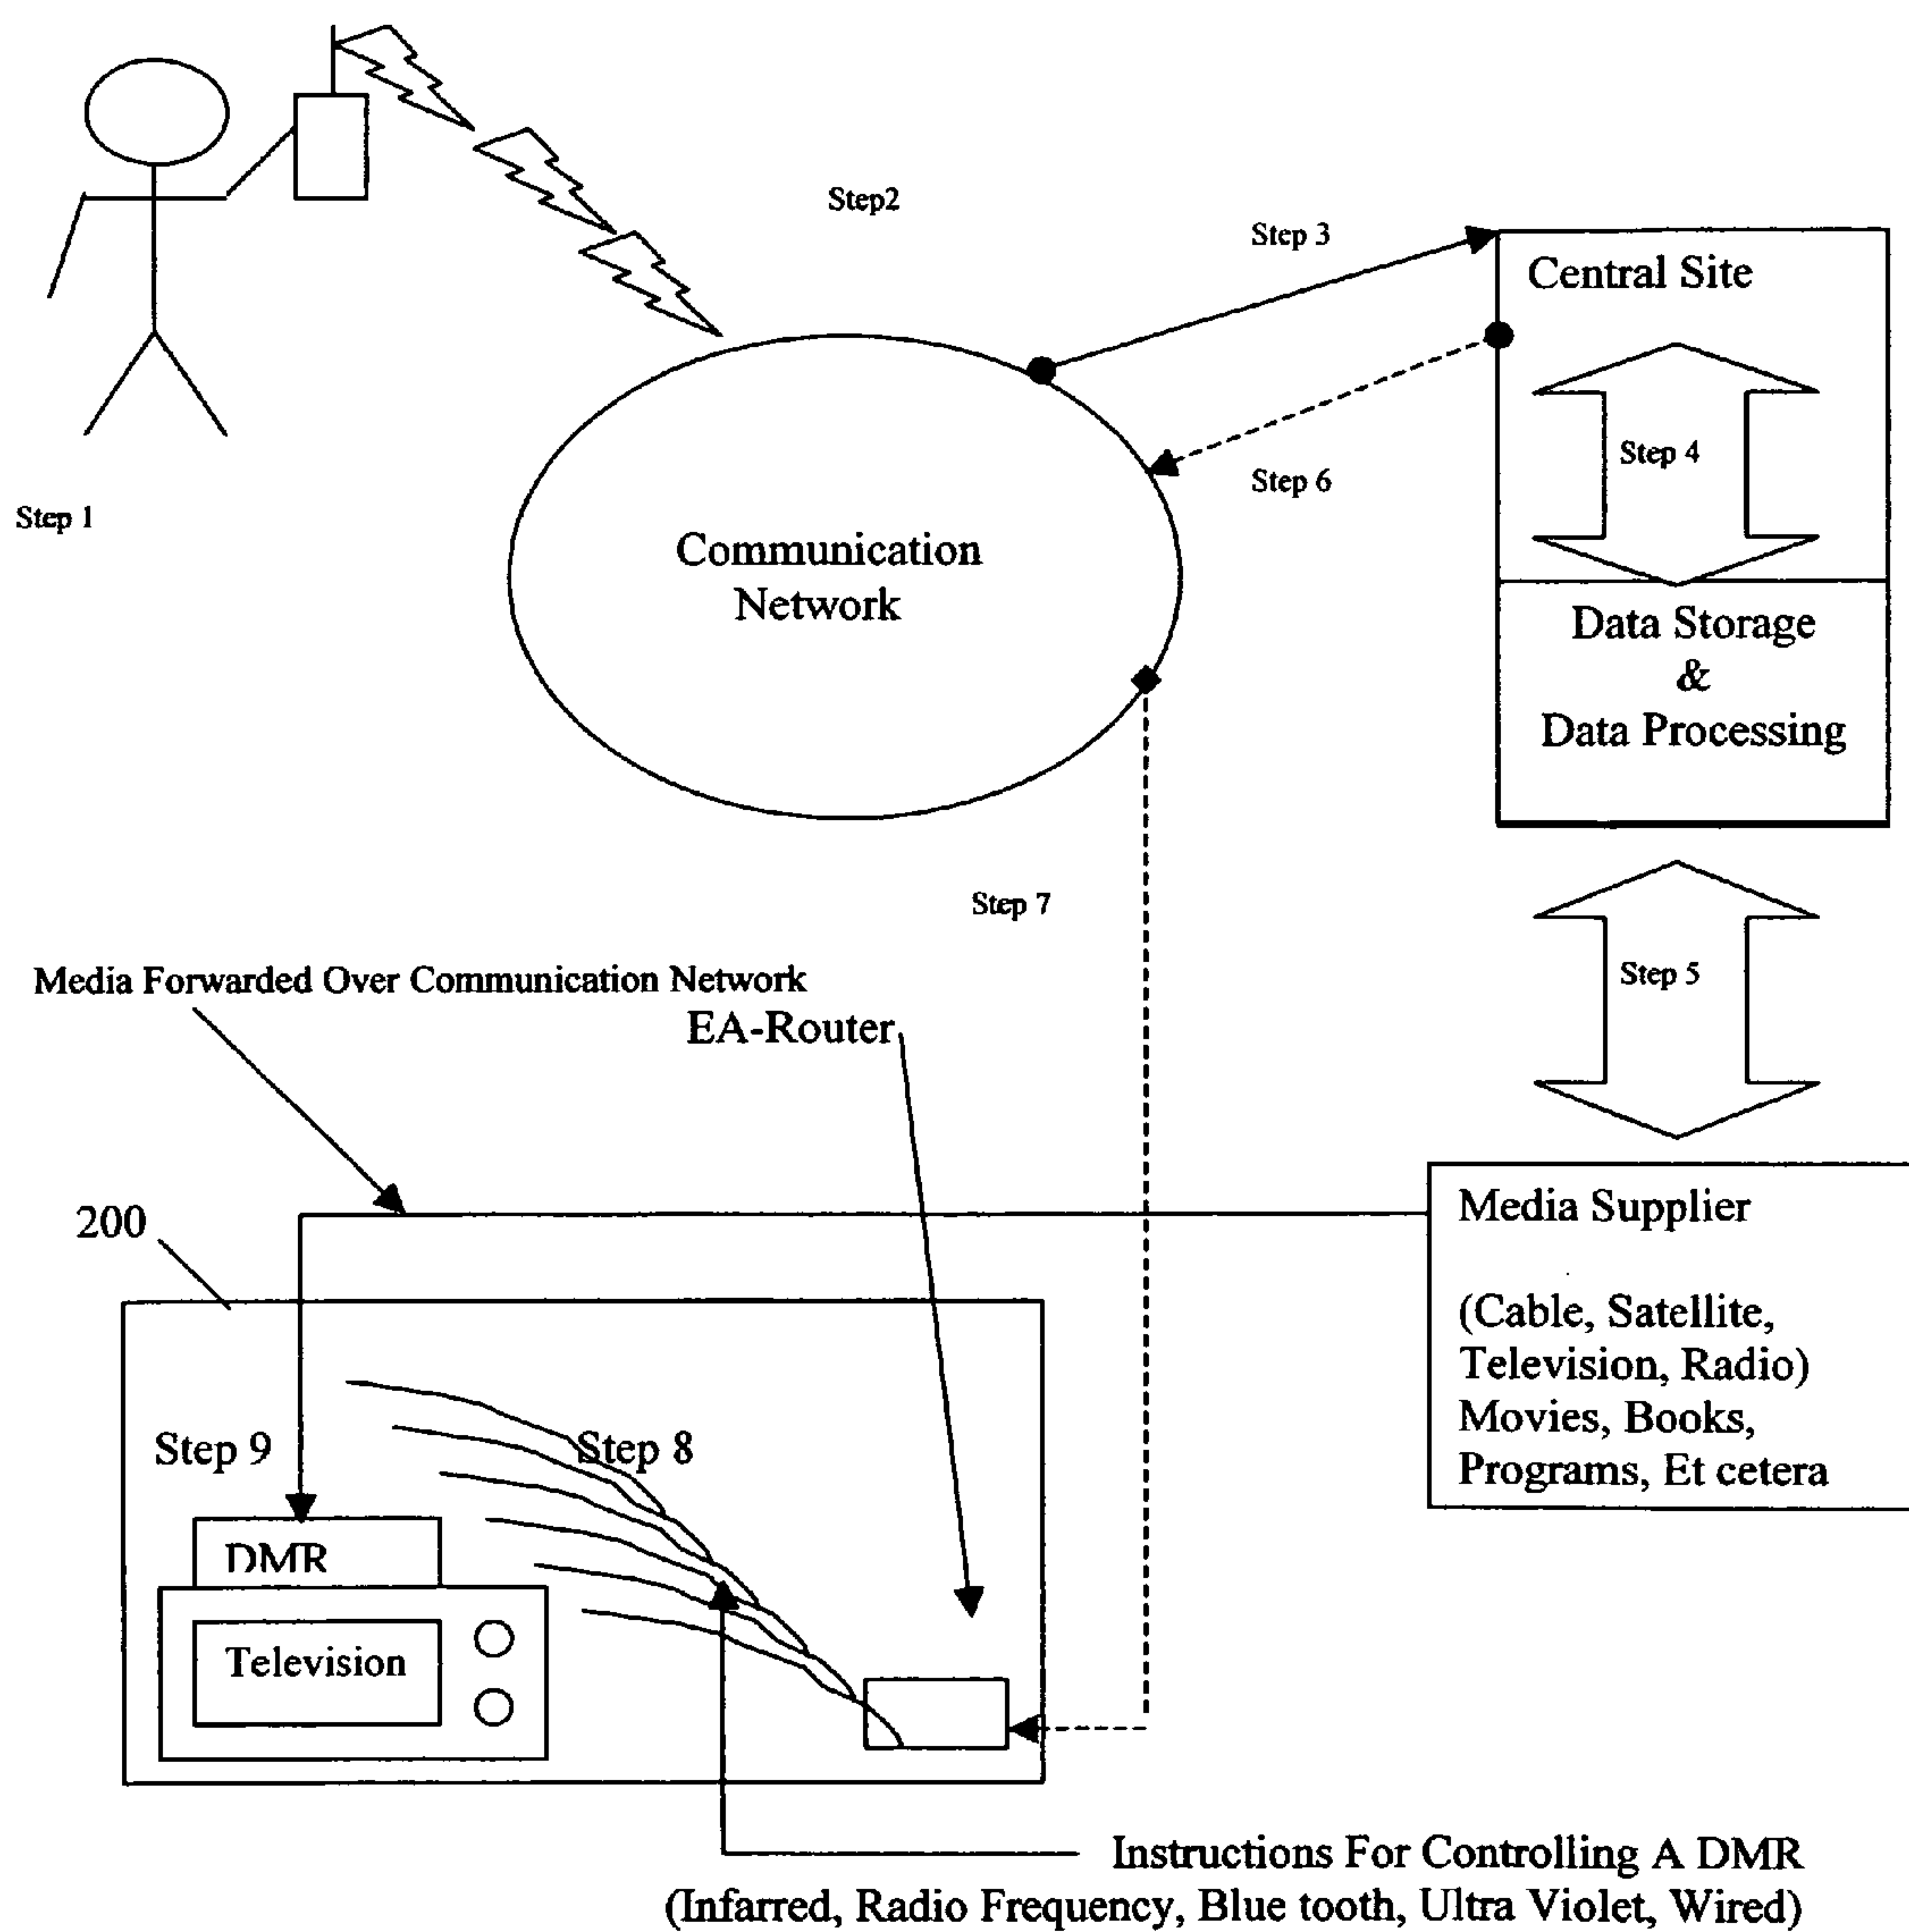 Step2
Step 3
Central Site
Step 4
Step 6
Step 1
Communication
Network
Data Storage
&
Data Processing
Step 7
Step 5
Media Forwarded Over Communication Network
EA-Router
200
Media Supplier
(Cable, Satellite,
Television, Radio)
Movies, Books,
Programs, Et cetera
Step 9
Step 8
DMR
Television
Instructions For Controlling A DMR
(Infarred, Radio Frequency, Blue tooth, Ultra Violet, Wired)